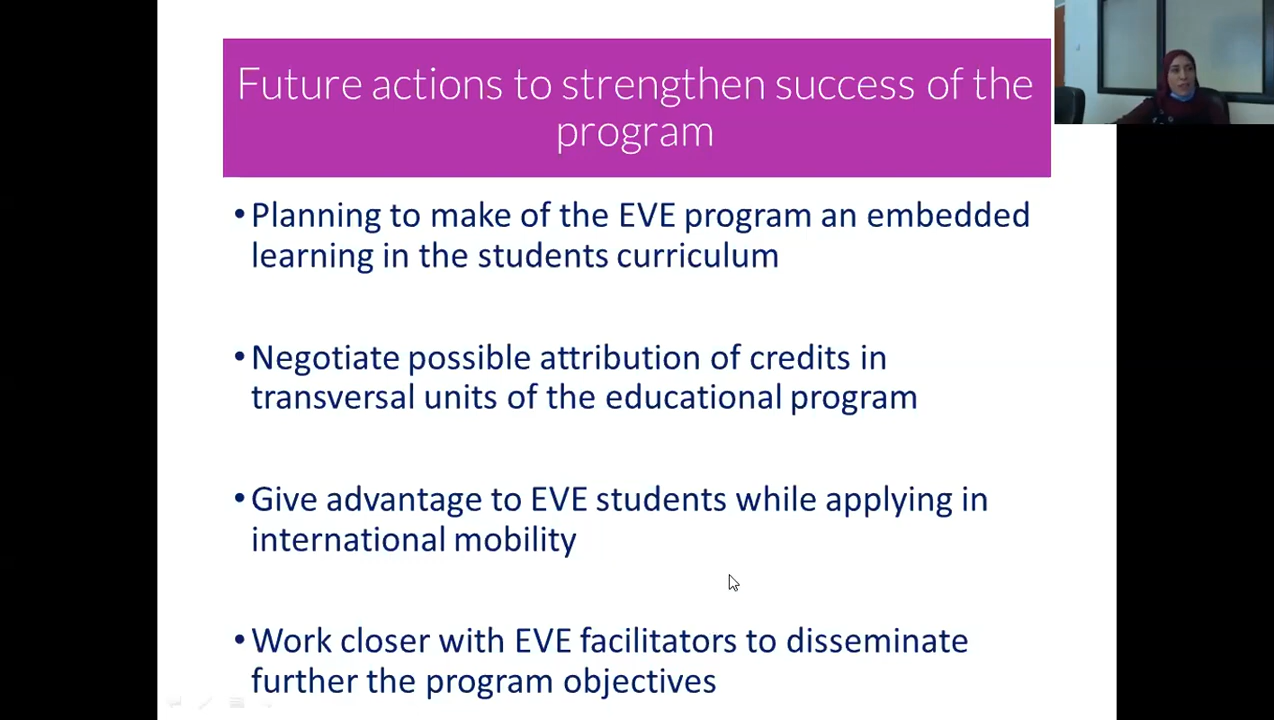 Future actions to strengthen success of the
program
• Planning to make of the EVE program an embedded
learning in the students curriculum
• Negotiate possible attribution of credits in
transversal units of the educational program
• Give advantage to EVE students while applying in
international mobility
• Work closer with EVE facilitators to disseminate
further the program objectives